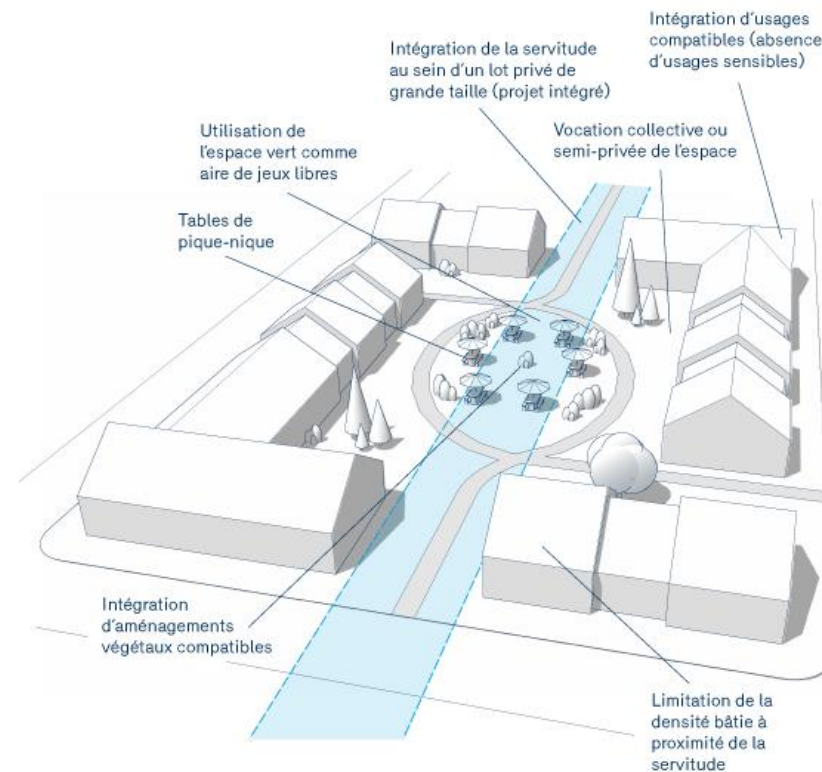 Intégration d'usages
compatibles (absence
d'usages sensibles)
Intégration de la servitude
au sein d'un lot privé de
grande taille (projet intégré)
Utilisation de
l'espace vert comme
aire de jeux libres
Vocation collective ou
semi-privée de l'espace
Tables de
pique-nique
Intégration
d'aménagements
végétaux compatibles
Limitation de la
densité bâtie à
proximité de la
servitude